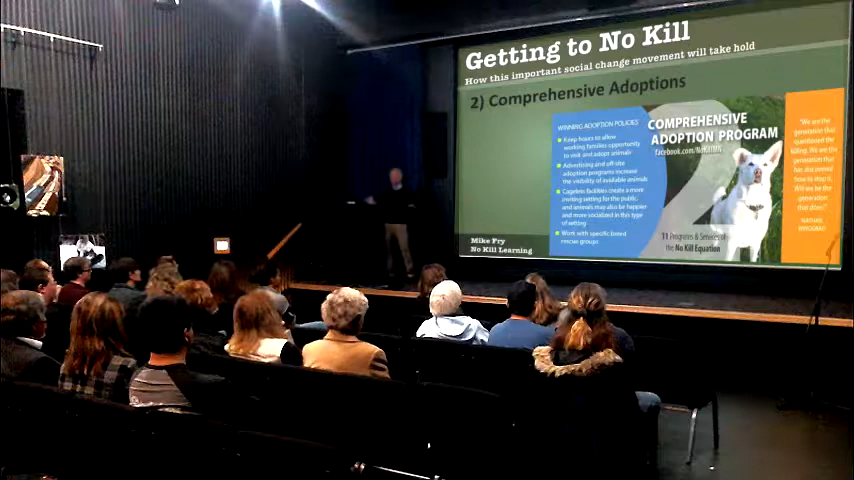 Getting to No Kill
How this important social change movement will take hold
2) Comprehensive Adoptions
WINNING ADOPTION POLICIES
Keep hours to allow
working families opportunity
to visit and adopt animals
Advertising and off-site
adoption programs increase
the visibility of available animals
Cageless facilities create a more
inviting setting for the public,
and animals may also be happier
and more socialized in this type
of setting
Work with specific breed
rescue groups
2
COMPREHENSIVE
ADOPTION PROGRAM
facebook.com/NoKillMN
11 Programs & Services of
the No Kill Equation
"We are the
generation that
questioned the
killing. We are the
generation that
has discovered
how to stop it.
Will we be the
generation
that does?"
NATHAN
WINOGRAD
Mike Fry
No Kill Learning